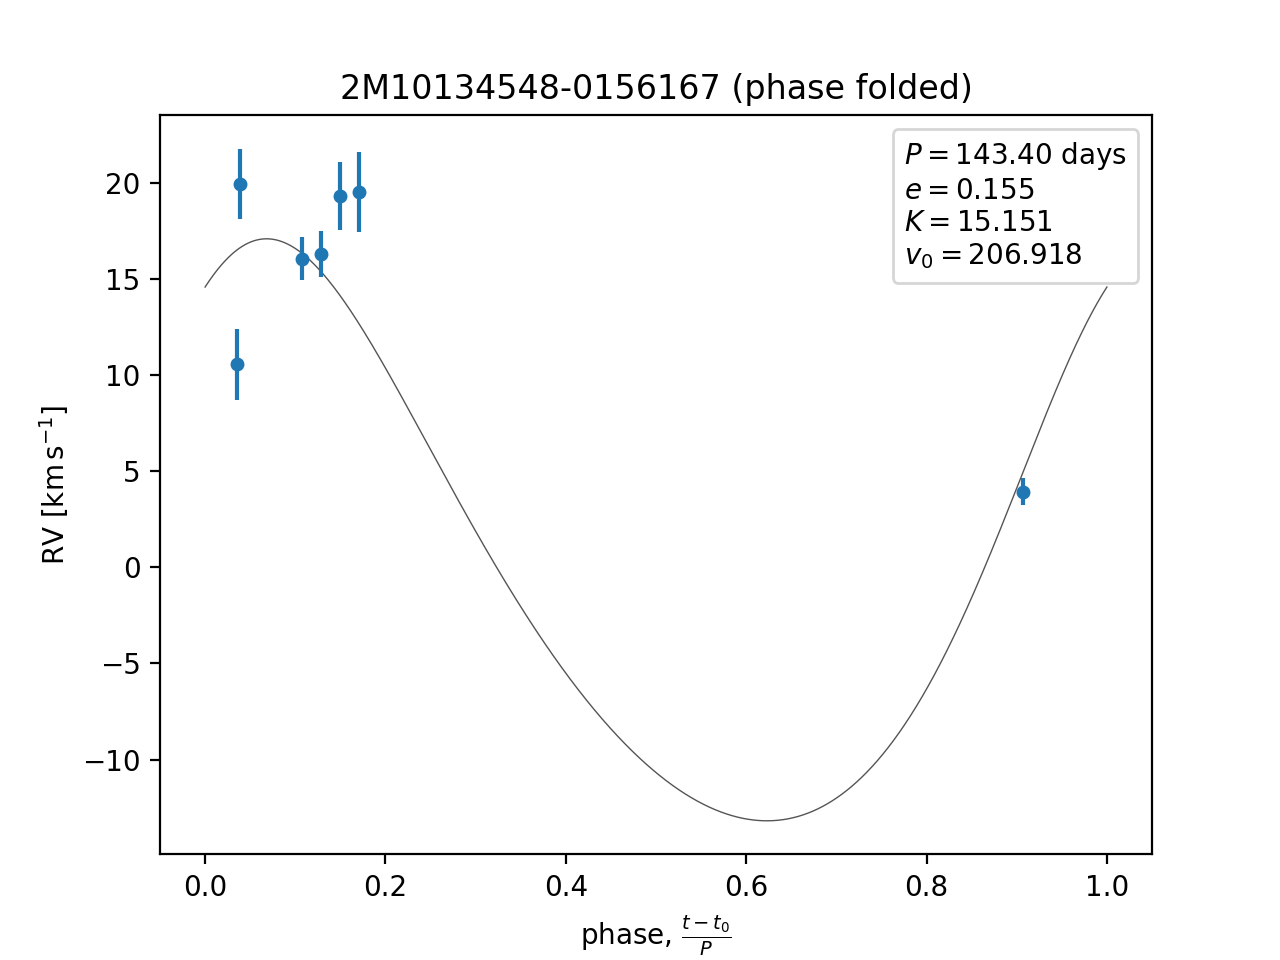 2M10134548-0156167 (phase folded)
P = 143.40 days
e = 0.155
K = 15.151
v₀ = 206.918
RV [km s⁻¹]
20
15
10
5
0
−5
−10
0.0 0.2 0.4 0.6 0.8 1.0
phase, (t − t₀)/P